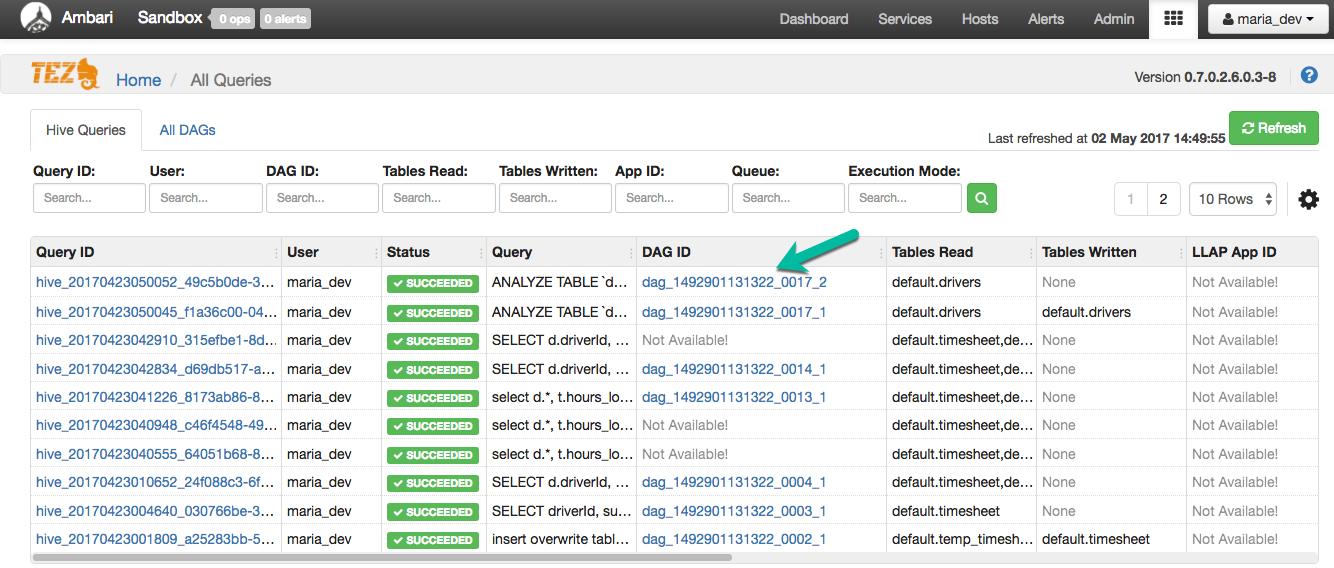 Ambari Sandbox 0 ops 0 alerts Dashboard Services Hosts Alerts Admin maria_dev
TEZ Home / All Queries Version 0.7.0.2.6.0.3-8 ?
Hive Queries All DAGs Last refreshed at 02 May 2017 14:49:55 Refresh
Query ID: User: DAG ID: Tables Read: Tables Written: App ID: Queue: Execution Mode:
Search... Search... Search... Search... Search... Search... Search... Search... 1 2 10 Rows
Query ID User Status Query DAG ID Tables Read Tables Written LLAP App ID
hive_20170423050052_49c5b0de-3... maria_dev SUCCEEDED ANALYZE TABLE `d... dag_1492901131322_0017_2 default.drivers None Not Available!
hive_20170423050045_f1a36c00-04... maria_dev SUCCEEDED ANALYZE TABLE `d... dag_1492901131322_0017_1 default.drivers default.drivers Not Available!
hive_20170423042910_315efbe1-8d... maria_dev SUCCEEDED SELECT d.driverId, ... Not Available! default.timesheet,de... None Not Available!
hive_20170423042834_d69db517-a... maria_dev SUCCEEDED SELECT d.driverId, ... dag_1492901131322_0014_1 default.timesheet,de... None Not Available!
hive_20170423041226_8173ab86-8... maria_dev SUCCEEDED select d.*, t.hours_lo... dag_1492901131322_0013_1 default.timesheet,de... None Not Available!
hive_20170423040948_c46f4548-49... maria_dev SUCCEEDED select d.*, t.hours_lo... Not Available! default.timesheet,de... None Not Available!
hive_20170423040555_64051b68-8... maria_dev SUCCEEDED select d.*, t.hours_lo... Not Available! default.timesheet,de... None Not Available!
hive_20170423010652_24f088c3-6f... maria_dev SUCCEEDED SELECT d.driverId, ... dag_1492901131322_0004_1 default.timesheet,de... None Not Available!
hive_20170423004640_030766be-3... maria_dev SUCCEEDED SELECT driverId, su... dag_1492901131322_0003_1 default.timesheet None Not Available!
hive_20170423001809_a25283bb-5... maria_dev SUCCEEDED insert overwrite tabl... dag_1492901131322_0002_1 default.temp_timesh... default.timesheet Not Available!